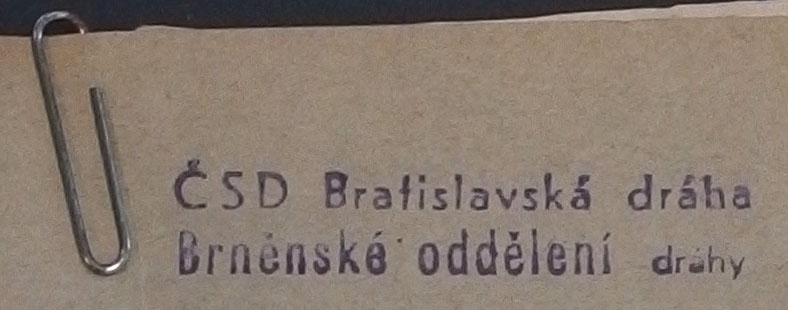 ČSD Bratislavská dráha
Brněnské oddělení dráhy